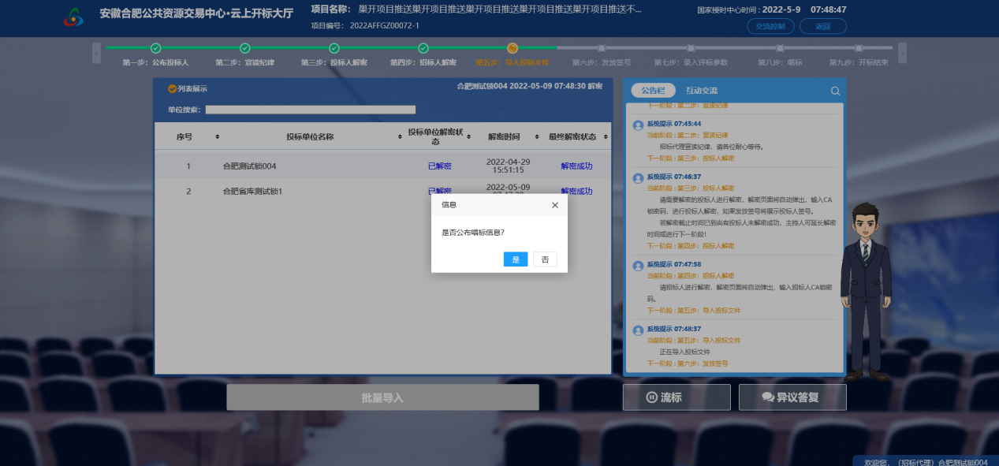 安徽合肥公共资源交易中心·云上开标大厅
项目名称： 巢开项目推送巢开项目推送巢开项目推送巢开项目推送巢开项目推送不...
项目编号： 2022AFFGZ00072-1
国家授时中心时间：2022-5-9 07:48:47
交流控制 返回
第一步：公布投标人 第二步：宣读纪律 第三步：投标人解密 第四步：招标人解密 第五步：导入投标文件 第六步：发放签号 第七步：录入评标参数 第八步：唱标 第九步：开标结束
列表展示
合肥测试锁004 2022-05-09 07:48:30 解密
单位搜索：
序号 投标单位名称 投标单位解密状态 解密时间 最终解密状态
1 合肥测试锁004 已解密 2022-04-29 15:51:15 解密成功
2 合肥省库测试锁1 已解密 2022-05-09 解密成功
信息
是否公布唱标信息？
是 否
批量导入
公告栏 互动交流
下一阶段：第二步：宣读纪律
系统提示 07:45:44
当前阶段：第二步：宣读纪律
招标代理宣读纪律，请各位耐心等待。
下一阶段：第三步：投标人解密
系统提示 07:46:37
当前阶段：第三步：投标人解密
请需要解密的投标人进行解密，解密页面将自动弹出，输入CA
锁密码，进行投标人解密，如果发放签号将展示投标人签号。
若解密截止时间已到尚有投标人未解密成功，主持人可延长解密
时间或进行下一阶段！
下一阶段：第四步：招标人解密
系统提示 07:47:58
当前阶段：第四步：招标人解密
请招标人进行解密，解密页面将自动弹出，输入招标人CA锁密
码。
下一阶段：第五步：导入投标文件
系统提示 07:48:37
当前阶段：第五步：导入投标文件
正在导入投标文件
下一阶段：第六步：发放签号
流标 异议答复
欢迎您，（招标代理）合肥测试锁004